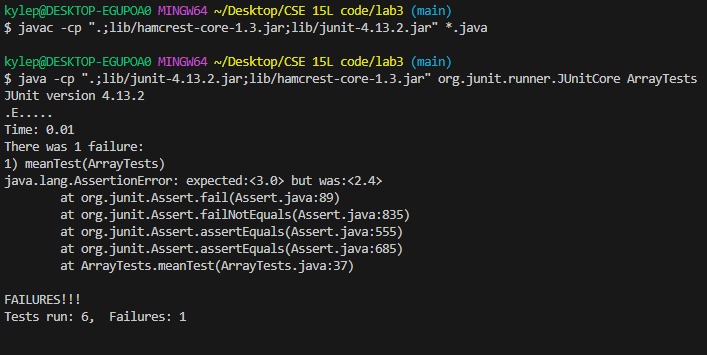 kylep@DESKTOP-EGUPOA0 MINGW64 ~/Desktop/CSE 15L code/lab3 (main)
$ javac -cp ".;lib/hamcrest-core-1.3.jar;lib/junit-4.13.2.jar" *.java
kylep@DESKTOP-EGUPOA0 MINGW64 ~/Desktop/CSE 15L code/lab3 (main)
$ java -cp ".;lib/junit-4.13.2.jar;lib/hamcrest-core-1.3.jar" org.junit.runner.JUnitCore ArrayTests
JUnit version 4.13.2
.E.....
Time: 0.01
There was 1 failure:
1) meanTest(ArrayTests)
java.lang.AssertionError: expected:<3.0> but was:<2.4>
        at org.junit.Assert.fail(Assert.java:89)
        at org.junit.Assert.failNotEquals(Assert.java:835)
        at org.junit.Assert.assertEquals(Assert.java:555)
        at org.junit.Assert.assertEquals(Assert.java:685)
        at ArrayTests.meanTest(ArrayTests.java:37)
FAILURES!!!
Tests run: 6,  Failures: 1